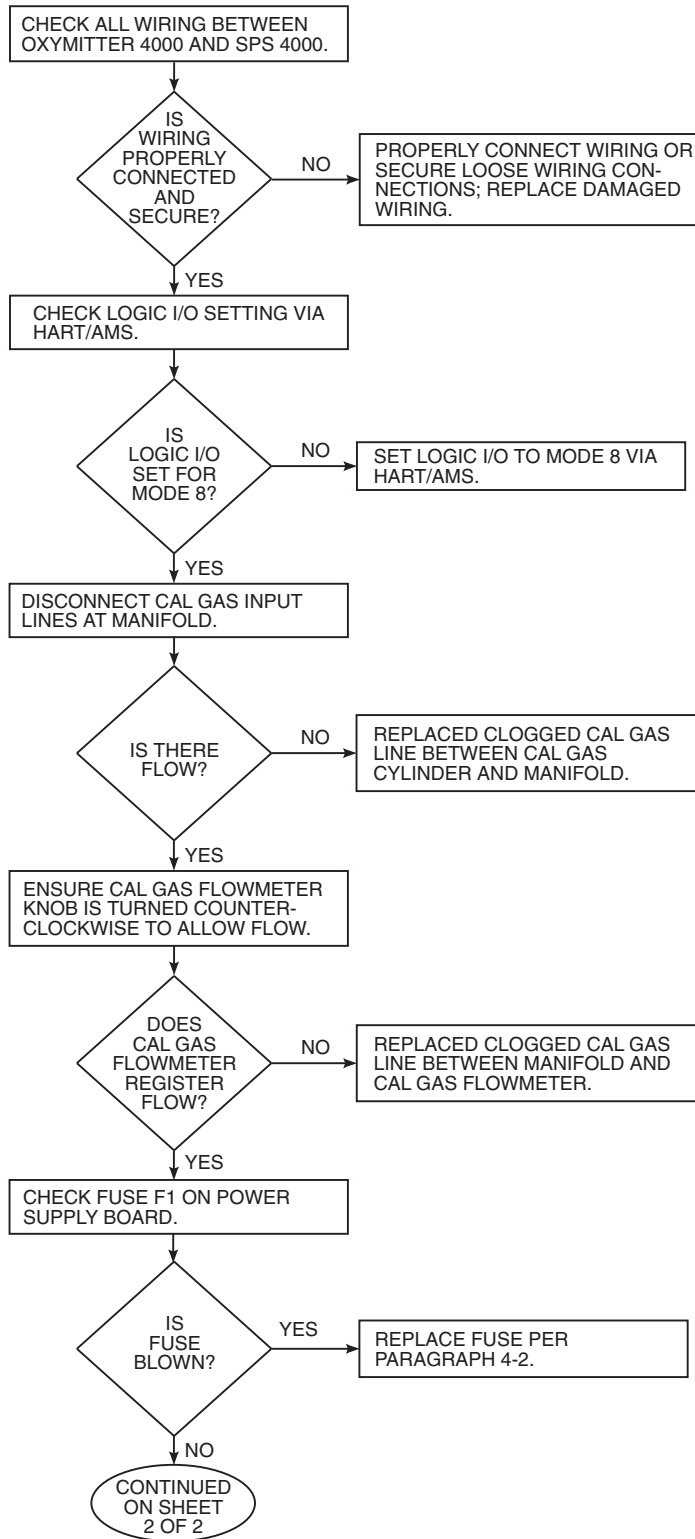 CHECK ALL WIRING BETWEEN
OXYMITTER 4000 AND SPS 4000.
IS
WIRING
PROPERLY
CONNECTED
AND
SECURE?
NO
PROPERLY CONNECT WIRING OR
SECURE LOOSE WIRING CON-
NECTIONS; REPLACE DAMAGED
WIRING.
YES
CHECK LOGIC I/O SETTING VIA
HART/AMS.
IS
LOGIC I/O
SET FOR
MODE 8?
NO
SET LOGIC I/O TO MODE 8 VIA
HART/AMS.
YES
DISCONNECT CAL GAS INPUT
LINES AT MANIFOLD.
IS THERE
FLOW?
NO
REPLACED CLOGGED CAL GAS
LINE BETWEEN CAL GAS
CYLINDER AND MANIFOLD.
YES
ENSURE CAL GAS FLOWMETER
KNOB IS TURNED COUNTER-
CLOCKWISE TO ALLOW FLOW.
DOES
CAL GAS
FLOWMETER
REGISTER
FLOW?
NO
REPLACED CLOGGED CAL GAS
LINE BETWEEN MANIFOLD AND
CAL GAS FLOWMETER.
YES
CHECK FUSE F1 ON POWER
SUPPLY BOARD.
IS
FUSE
BLOWN?
YES
REPLACE FUSE PER
PARAGRAPH 4-2.
NO
CONTINUED
ON SHEET
2 OF 2